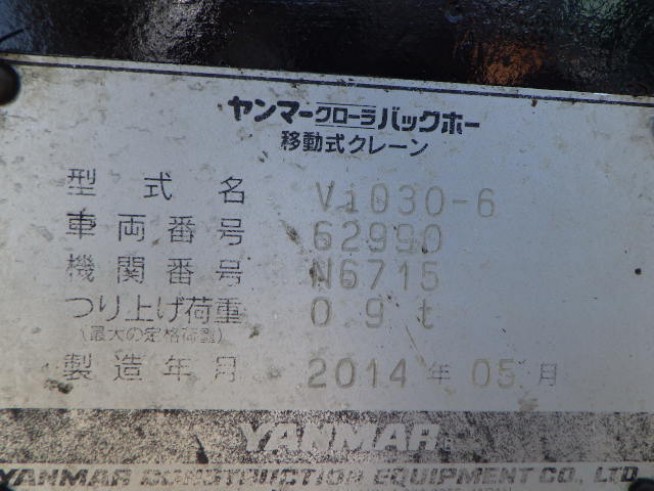 ヤンマークローラバックホー
移動式クレーン
型式名 Vi030-6
車両番号 62990
機関番号 N6715
つり上げ荷重 0 9 t
(最大の定格荷重)
製造年月 2014年05月
YANMAR
YANMAR CONSTRUCTION EQUIPMENT CO., LTD.